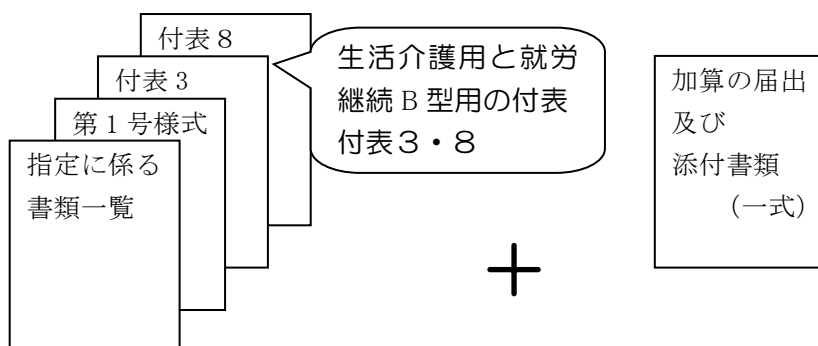 付表８
付表３
第１号様式
指定に係る
書類一覧
生活介護用と就労
継続Ｂ型用の付表
付表３・８
＋
加算の届出
及び
添付書類
（一式）